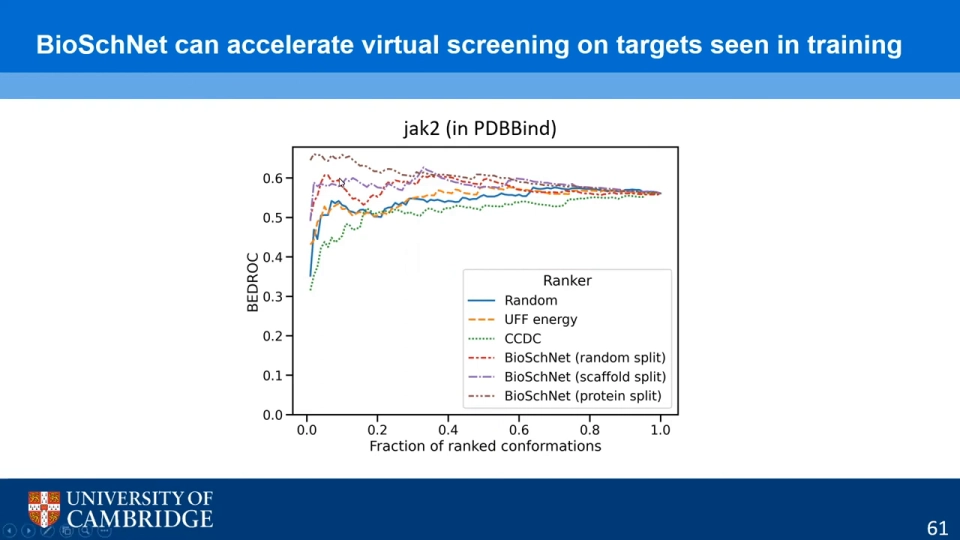 BioSchNet can accelerate virtual screening on targets seen in training
jak2 (in PDBBind)
BEDROC
0.6
0.5
0.4
0.3
0.2
0.1
0.0
Ranker
Random
UFF energy
CCDC
BioSchNet (random split)
BioSchNet (scaffold split)
BioSchNet (protein split)
0.0 0.2 0.4 0.6 0.8 1.0
Fraction of ranked conformations
UNIVERSITY OF
CAMBRIDGE
61